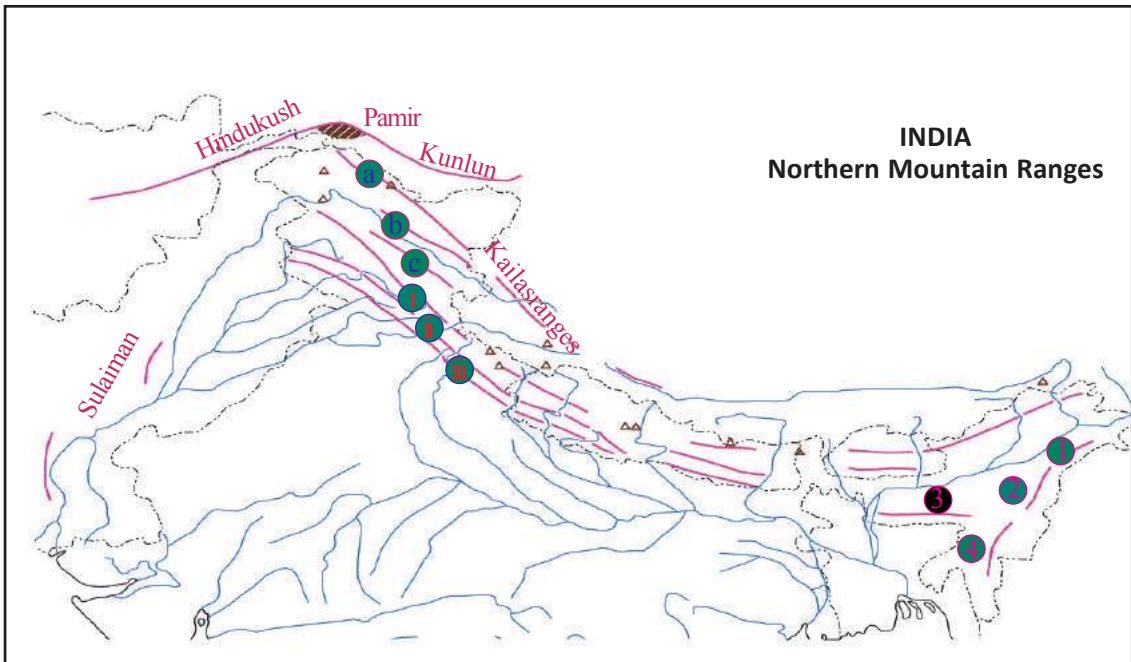 INDIA
Northern Mountain Ranges
Hindukush
Pamir
Kunlun
a
b
c
Kailasranges
I
II
III
Sulaiman
1
2
3
4